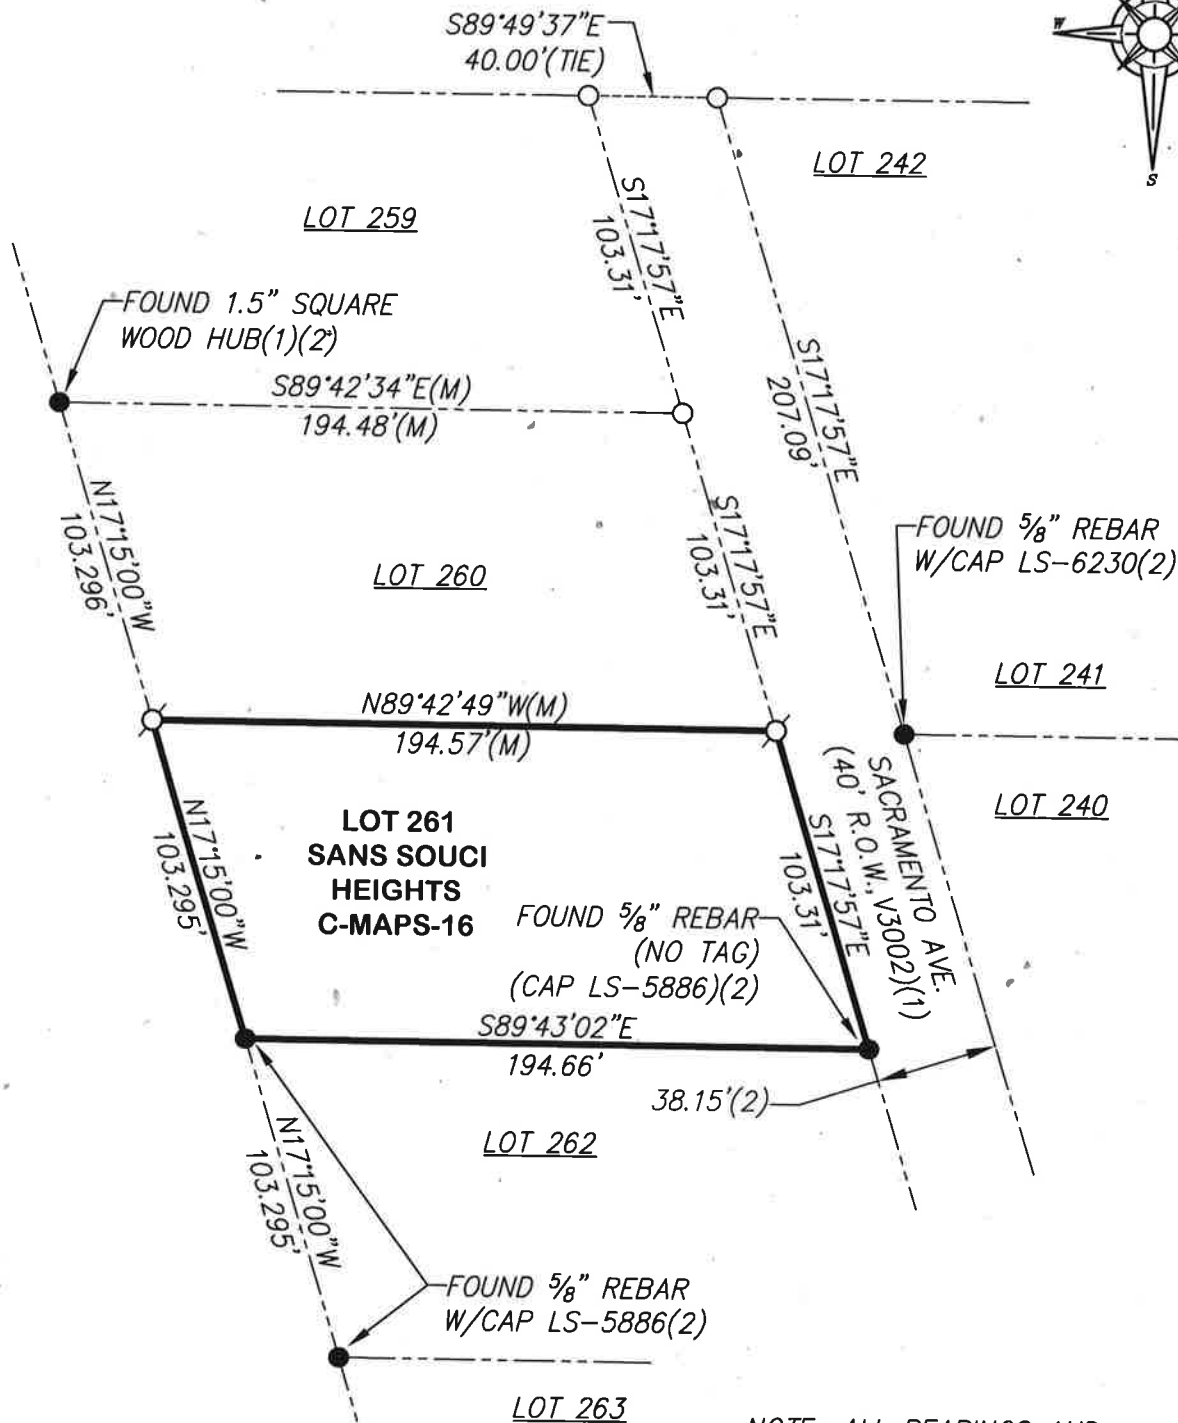 S89°49'37"E
40.00'(TIE)
W
S
LOT 242
LOT 259
S17°17'57"E
103.31'
FOUND 1.5" SQUARE
WOOD HUB(1)(2)
S89°42'34"E(M)
194.48'(M)
S17°17'57"E
207.09'
N17°15'00"W
103.296'
LOT 260
S17°17'57"E
103.31'
FOUND 5/8" REBAR
W/CAP LS-6230(2)
LOT 241
N89°42'49"W(M)
194.57'(M)
LOT 240
SACRAMENTO AVE.
(40' R.O.W., V3002)(1)
N17°15'00"W
103.295'
LOT 261
SANS SOUCI
HEIGHTS
C-MAPS-16
S17°17'57"E
103.31'
FOUND 5/8" REBAR
(NO TAG)
(CAP LS-5886)(2)
S89°43'02"E
194.66'
38.15'(2)
LOT 262
N17°15'00"W
103.295'
FOUND 5/8" REBAR
W/CAP LS-5886(2)
LOT 263